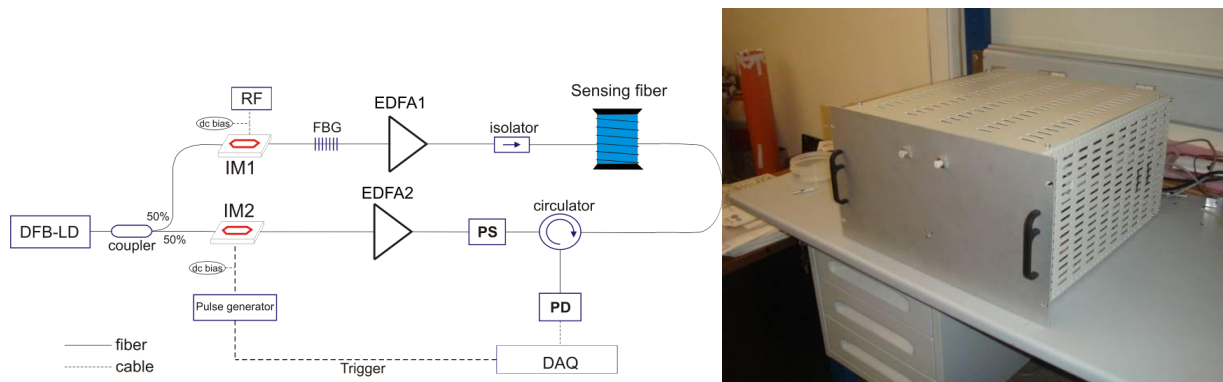 Sensing fiber
EDFA1
RF
FBG
isolator
dc bias
IM1
EDFA2
circulator
IM2
50%
DFB-LD
PS
coupler
50%
dc bias
Pulse generator
PD
fiber
DAQ
Trigger
cable